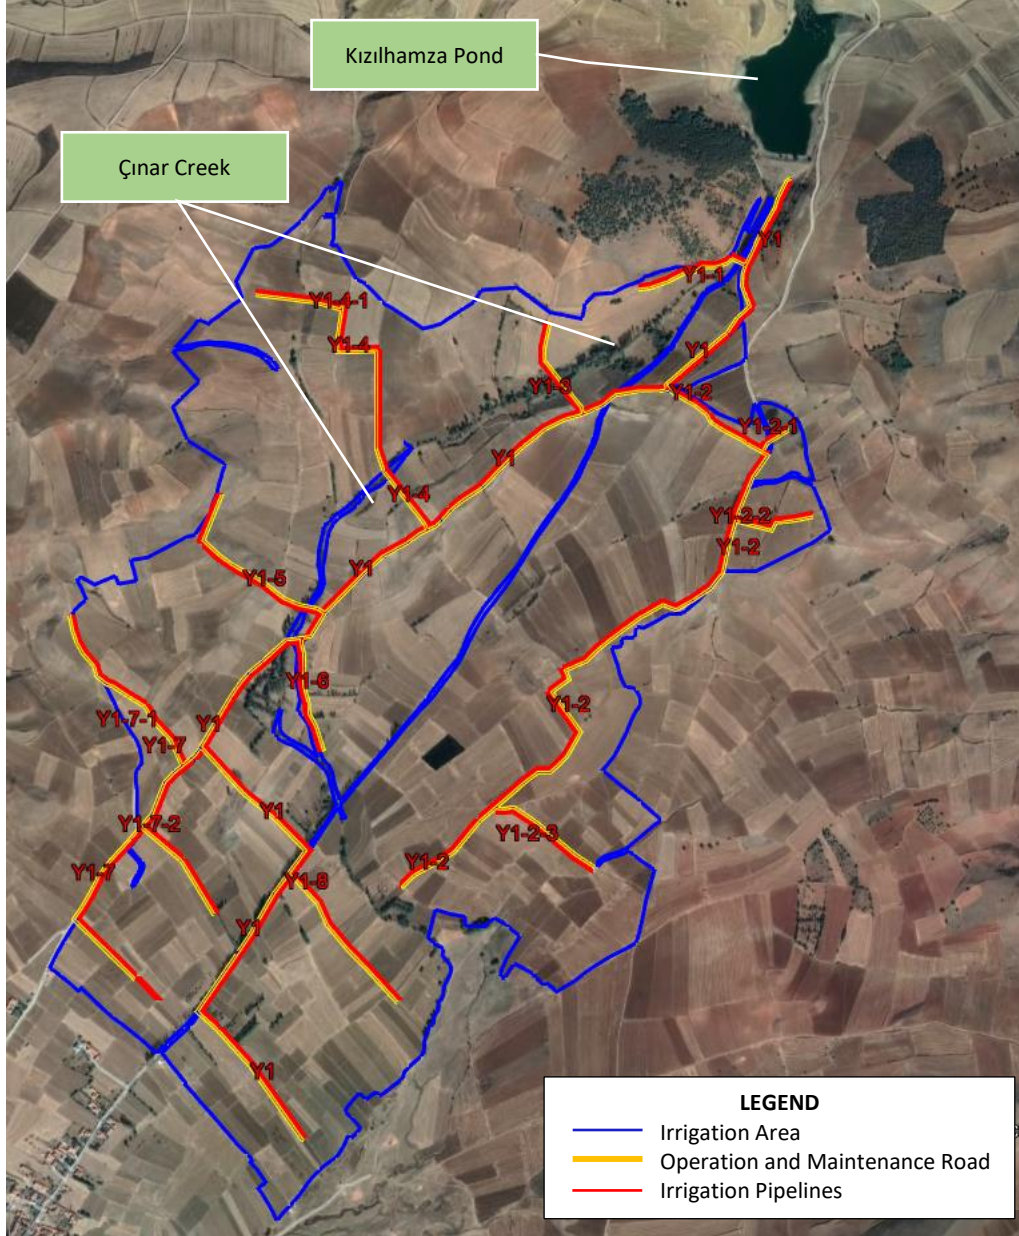 Kızılhamza Pond
Çınar Creek
Y1
Y1-1
Y1-4-1
Y1-4
Y1
Y1-3
Y1-2
Y1-2-1
Y1
Y1-4
Y1-2-2
Y1-2
Y1
Y1-5
Y1-6
Y1-2
Y1-7-1
Y1
Y1-7
Y1
Y1-7-2
Y1-2-3
Y1-2
Y1-7
Y1-8
Y1
Y1
LEGEND
Irrigation Area
Operation and Maintenance Road
Irrigation Pipelines